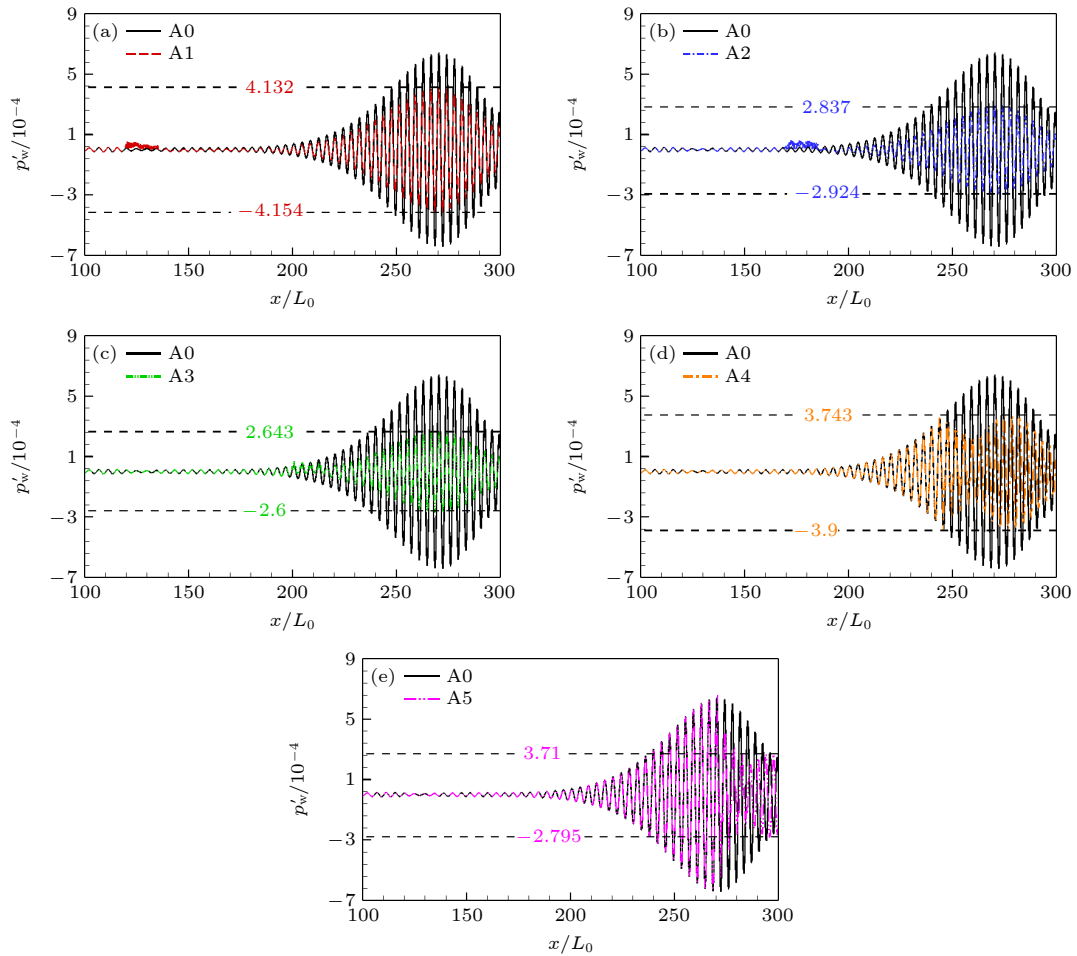 (a) A0
A1
9
5
1
−3
−7
p′w/10−4
4.132
−4.154
100 150 200 250 300
x/L0
(b) A0
A2
9
5
1
−3
−7
p′w/10−4
2.837
−2.924
100 150 200 250 300
x/L0
(c) A0
A3
9
5
1
−3
−7
p′w/10−4
2.643
−2.6
100 150 200 250 300
x/L0
(d) A0
A4
9
5
1
−3
−7
p′w/10−4
3.743
−3.9
100 150 200 250 300
x/L0
(e) A0
A5
9
5
1
−3
−7
p′w/10−4
3.71
−2.795
100 150 200 250 300
x/L0